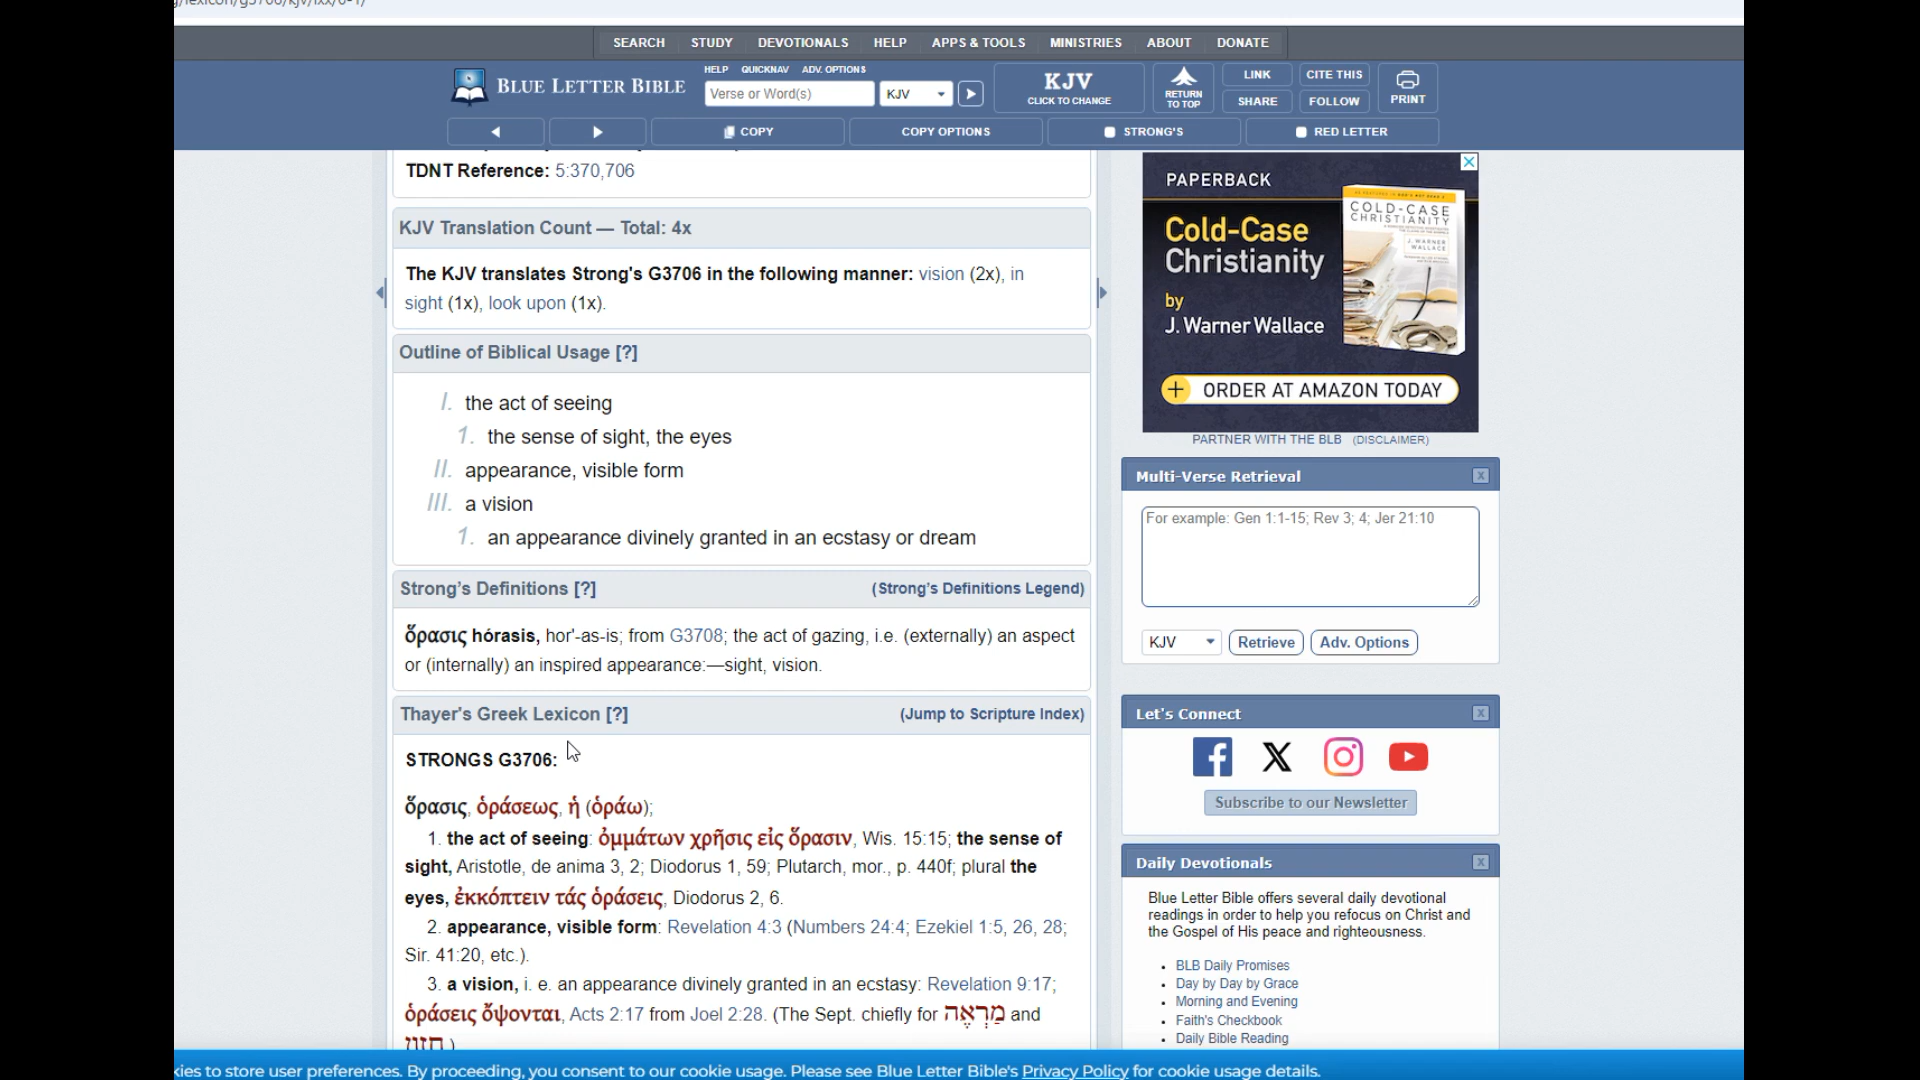 SEARCH STUDY DEVOTIONALS HELP APPS & TOOLS MINISTRIES ABOUT DONATE
BLUE LETTER BIBLE
HELP QUICKNAV ADV. OPTIONS
Verse or Word(s) KJV
KJV
CLICK TO CHANGE
RETURN
TO TOP
LINK CITE THIS
SHARE FOLLOW
PRINT
COPY COPY OPTIONS STRONG'S RED LETTER
TDNT Reference: 5:370,706
KJV Translation Count — Total: 4x
The KJV translates Strong's G3706 in the following manner: vision (2x), in
sight (1x), look upon (1x).
Outline of Biblical Usage [?]
I. the act of seeing
1. the sense of sight, the eyes
II. appearance, visible form
III. a vision
1. an appearance divinely granted in an ecstasy or dream
Strong's Definitions [?] (Strong's Definitions Legend)
ὅρασις hórasis, hor'-as-is; from G3708; the act of gazing, i.e. (externally) an aspect
or (internally) an inspired appearance:—sight, vision.
Thayer's Greek Lexicon [?] (Jump to Scripture Index)
STRONGS G3706:
ὅρασις, ὁράσεως, ἡ (ὁράω);
1. the act of seeing: ὀμμάτων χρῆσις εἰς ὅρασιν, Wis. 15:15; the sense of
sight, Aristotle, de anima 3, 2; Diodorus 1, 59; Plutarch, mor., p. 440f; plural the
eyes, ἐκκόπτειν τάς ὁράσεις, Diodorus 2, 6.
2. appearance, visible form: Revelation 4:3 (Numbers 24:4; Ezekiel 1:5, 26, 28;
Sir. 41:20, etc.).
3. a vision, i. e. an appearance divinely granted in an ecstasy: Revelation 9:17;
ὁράσεις ὄψονται, Acts 2:17 from Joel 2:28. (The Sept. chiefly for מַרְאֶה and
PAPERBACK
Cold-Case
Christianity
by
J. Warner Wallace
COLD-CASE
CHRISTIANITY
J. WARNER
WALLACE
+ ORDER AT AMAZON TODAY
PARTNER WITH THE BLB (DISCLAIMER)
Multi-Verse Retrieval x
For example: Gen 1:1-15; Rev 3; 4; Jer 21:10
KJV Retrieve Adv. Options
Let's Connect x
Subscribe to our Newsletter
Daily Devotionals x
Blue Letter Bible offers several daily devotional
readings in order to help you refocus on Christ and
the Gospel of His peace and righteousness.
BLB Daily Promises
Day by Day by Grace
Morning and Evening
Faith's Checkbook
Daily Bible Reading
kies to store user preferences. By proceeding, you consent to our cookie usage. Please see Blue Letter Bible's Privacy Policy for cookie usage details.